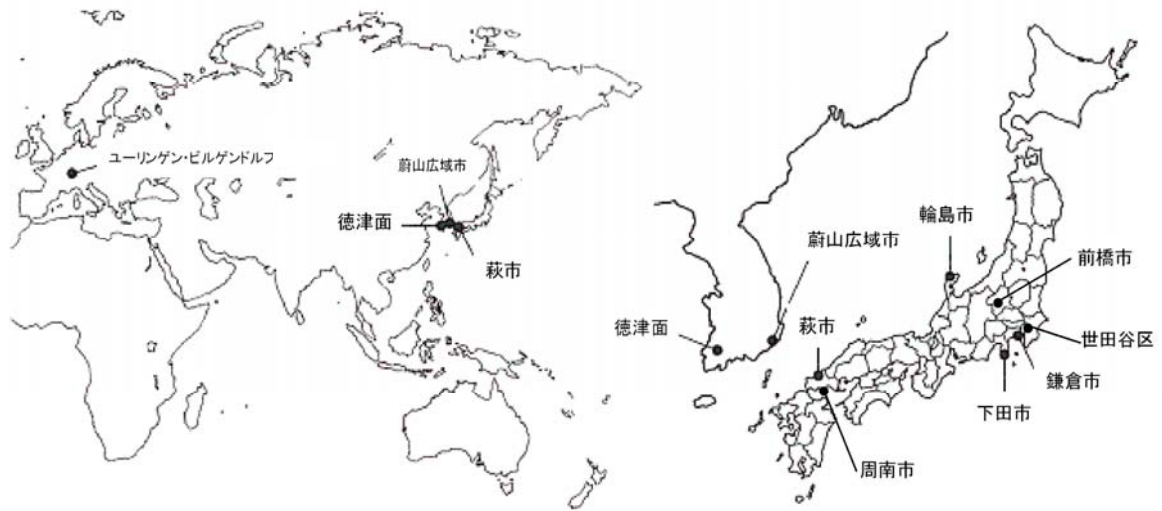 ユーリンゲン・ビルゲンドルフ
蔚山広域市
徳津面
萩市
輪島市
蔚山広域市
前橋市
徳津面
萩市
世田谷区
鎌倉市
下田市
周南市